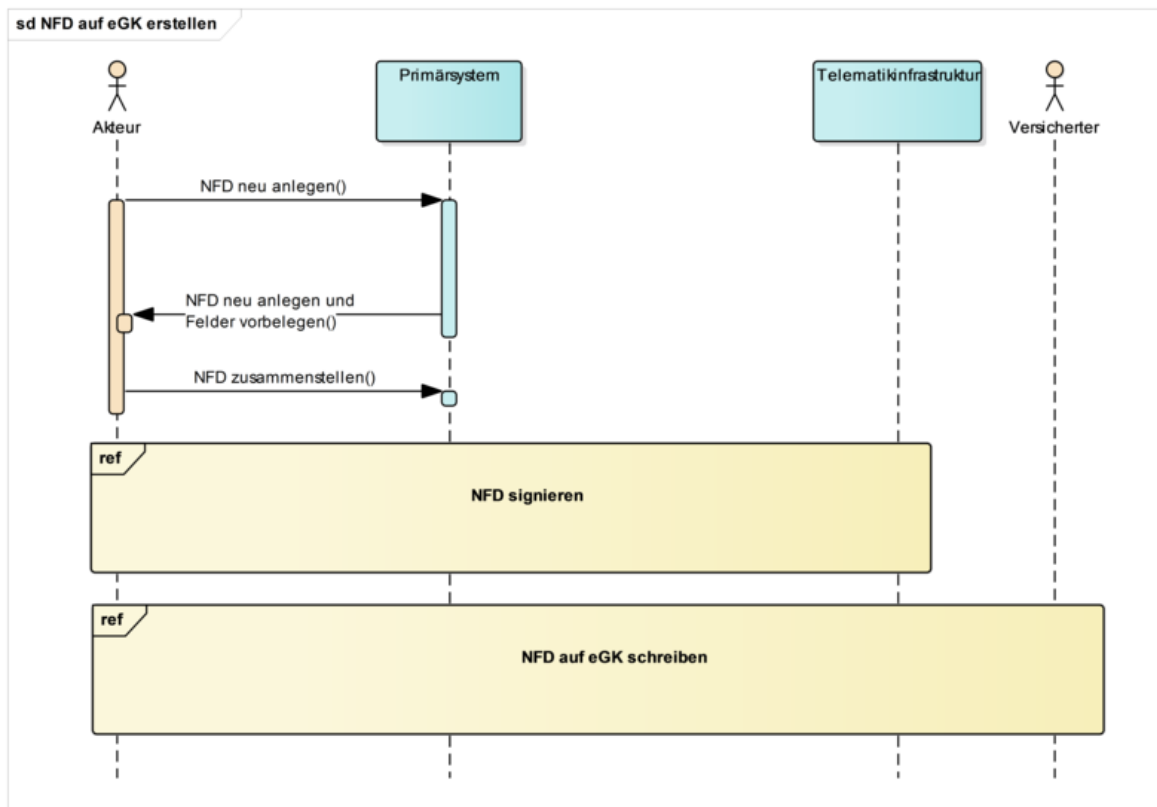 sd NFD auf eGK erstellen
Akteur
Primärsystem
Telematikinfrastruktur
Versicherter
NFD neu anlegen()
NFD neu anlegen und
Felder vorbelegen()
NFD zusammenstellen()
ref
NFD signieren
ref
NFD auf eGK schreiben